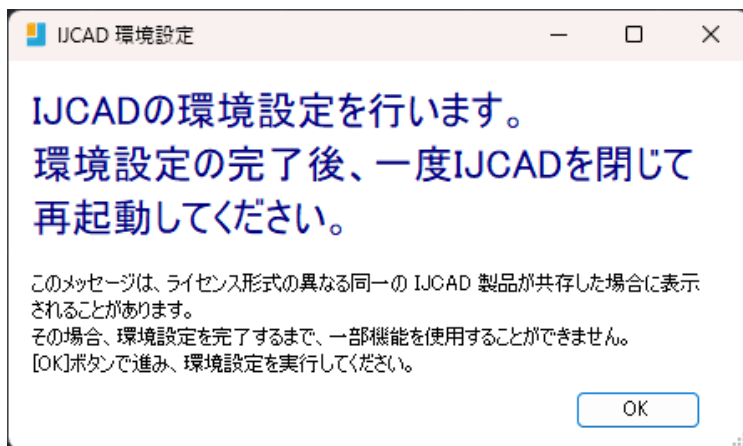 IJCAD 環境設定
IJCADの環境設定を行います。
環境設定の完了後、一度IJCADを閉じて
再起動してください。
このメッセージは、ライセンス形式の異なる同一の IJCAD 製品が共存した場合に表示
されることがあります。
その場合、環境設定を完了するまで、一部機能を使用することができません。
[OK]ボタンで進み、環境設定を実行してください。
OK